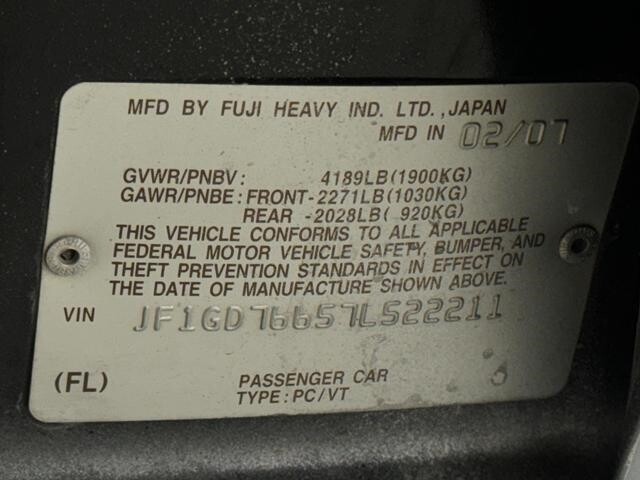 MFD BY FUJI HEAVY IND. LTD., JAPAN
MFD IN 02/07
GVWR/PNBV: 4189LB(1900KG)
GAWR/PNBE: FRONT-2271LB(1030KG)
REAR -2028LB( 920KG)
THIS VEHICLE CONFORMS TO ALL APPLICABLE
FEDERAL MOTOR VEHICLE SAFETY, BUMPER, AND
THEFT PREVENTION STANDARDS IN EFFECT ON
THE DATE OF MANUFACTURE SHOWN ABOVE.
VIN JF1GD76657L522211
(FL) PASSENGER CAR
TYPE: PC/VT